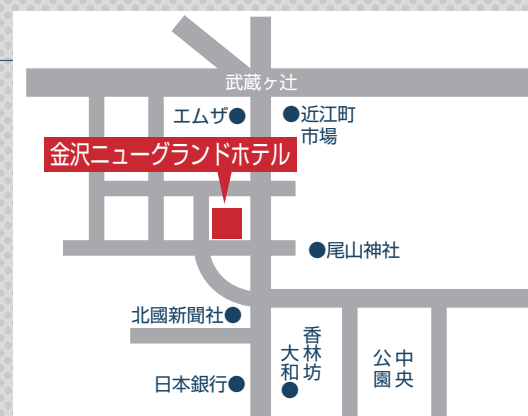 武蔵ヶ辻
エムザ
近江町
市場
金沢ニューグランドホテル
尾山神社
北國新聞社
香林坊
大和
中央
公園
日本銀行